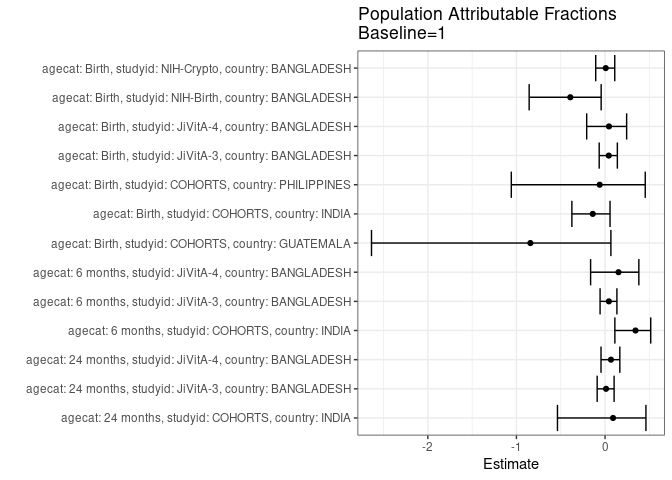 Population Attributable Fractions
Baseline=1
agecat: Birth, studyid: NIH-Crypto, country: BANGLADESH
agecat: Birth, studyid: NIH-Birth, country: BANGLADESH
agecat: Birth, studyid: JiVitA-4, country: BANGLADESH
agecat: Birth, studyid: JiVitA-3, country: BANGLADESH
agecat: Birth, studyid: COHORTS, country: PHILIPPINES
agecat: Birth, studyid: COHORTS, country: INDIA
agecat: Birth, studyid: COHORTS, country: GUATEMALA
agecat: 6 months, studyid: JiVitA-4, country: BANGLADESH
agecat: 6 months, studyid: JiVitA-3, country: BANGLADESH
agecat: 6 months, studyid: COHORTS, country: INDIA
agecat: 24 months, studyid: JiVitA-4, country: BANGLADESH
agecat: 24 months, studyid: JiVitA-3, country: BANGLADESH
agecat: 24 months, studyid: COHORTS, country: INDIA
-2 -1 0
Estimate